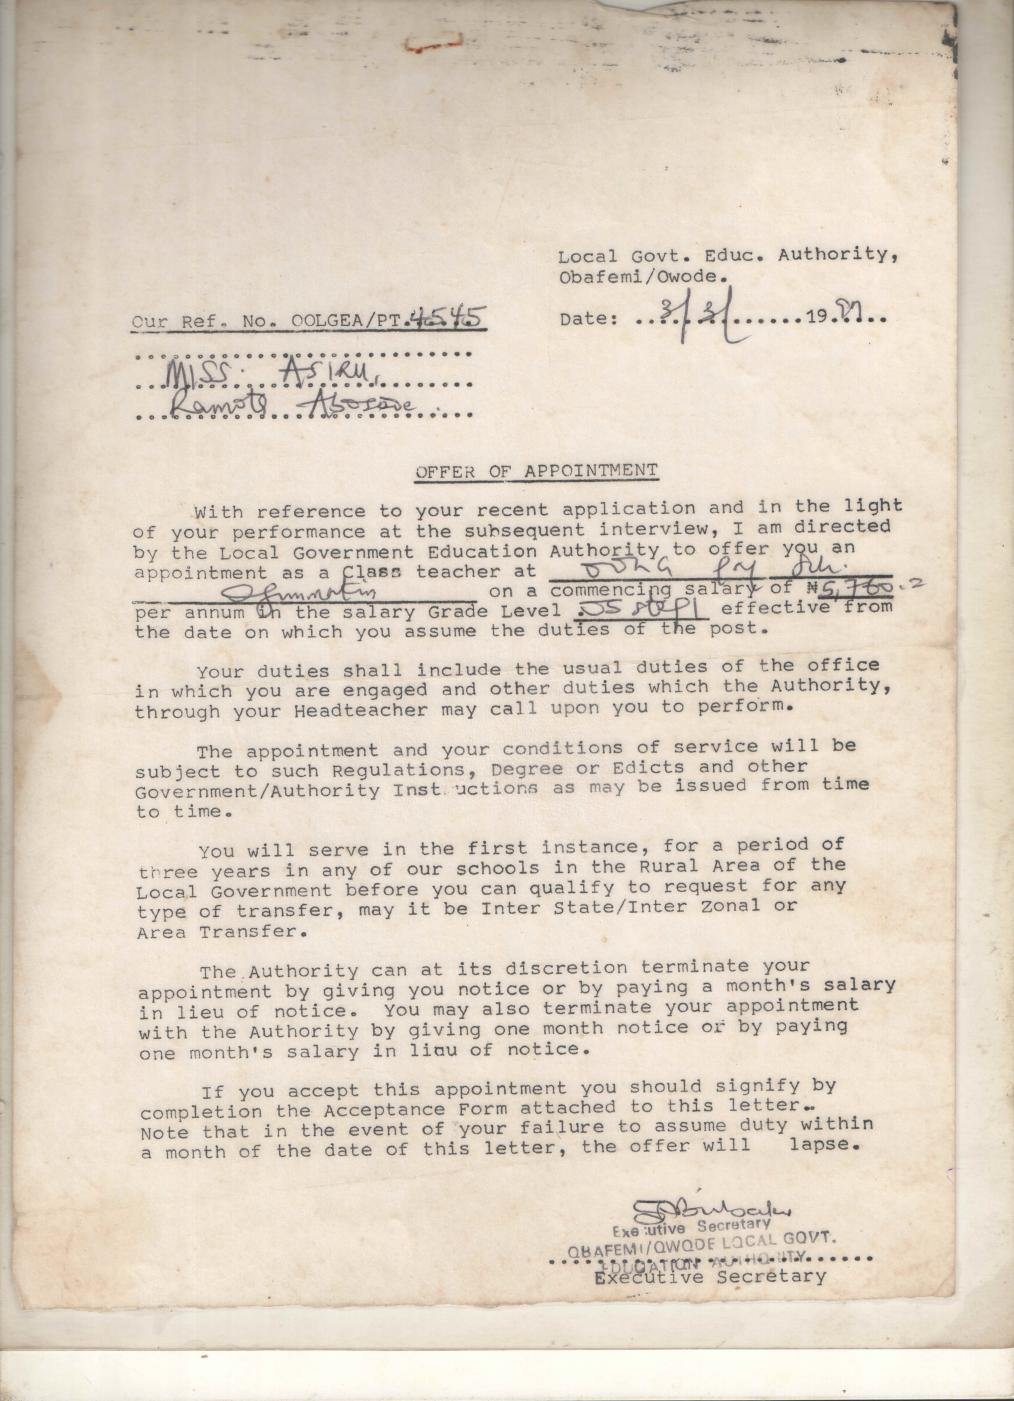 Local Govt. Educ. Authority,
Obafemi/Owode.
Our Ref. No. OOLGEA/PT.4545
Date: ..3/3/......19.....
MISS. ASIRU,
Ramota
OFFER OF APPOINTMENT
With reference to your recent application and in the light
of your performance at the subsequent interview, I am directed
by the Local Government Education Authority to offer you an
appointment as a Class teacher at
on a commencing salary of ₦5,760.=
per annum in the salary Grade Level 05 step 1 effective from
the date on which you assume the duties of the post.
Your duties shall include the usual duties of the office
in which you are engaged and other duties which the Authority,
through your Headteacher may call upon you to perform.
The appointment and your conditions of service will be
subject to such Regulations, Degree or Edicts and other
Government/Authority Inst uctions as may be issued from time
to time.
You will serve in the first instance, for a period of
three years in any of our schools in the Rural Area of the
Local Government before you can qualify to request for any
type of transfer, may it be Inter State/Inter Zonal or
Area Transfer.
The Authority can at its discretion terminate your
appointment by giving you notice or by paying a month's salary
in lieu of notice. You may also terminate your appointment
with the Authority by giving one month notice or by paying
one month's salary in lieu of notice.
If you accept this appointment you should signify by
completion the Acceptance Form attached to this letter..
Note that in the event of your failure to assume duty within
a month of the date of this letter, the offer will lapse.
Executive Secretary
OBAFEMI/OWODE LOCAL GOVT.
EDUCATION AUTHORITY
Executive Secretary